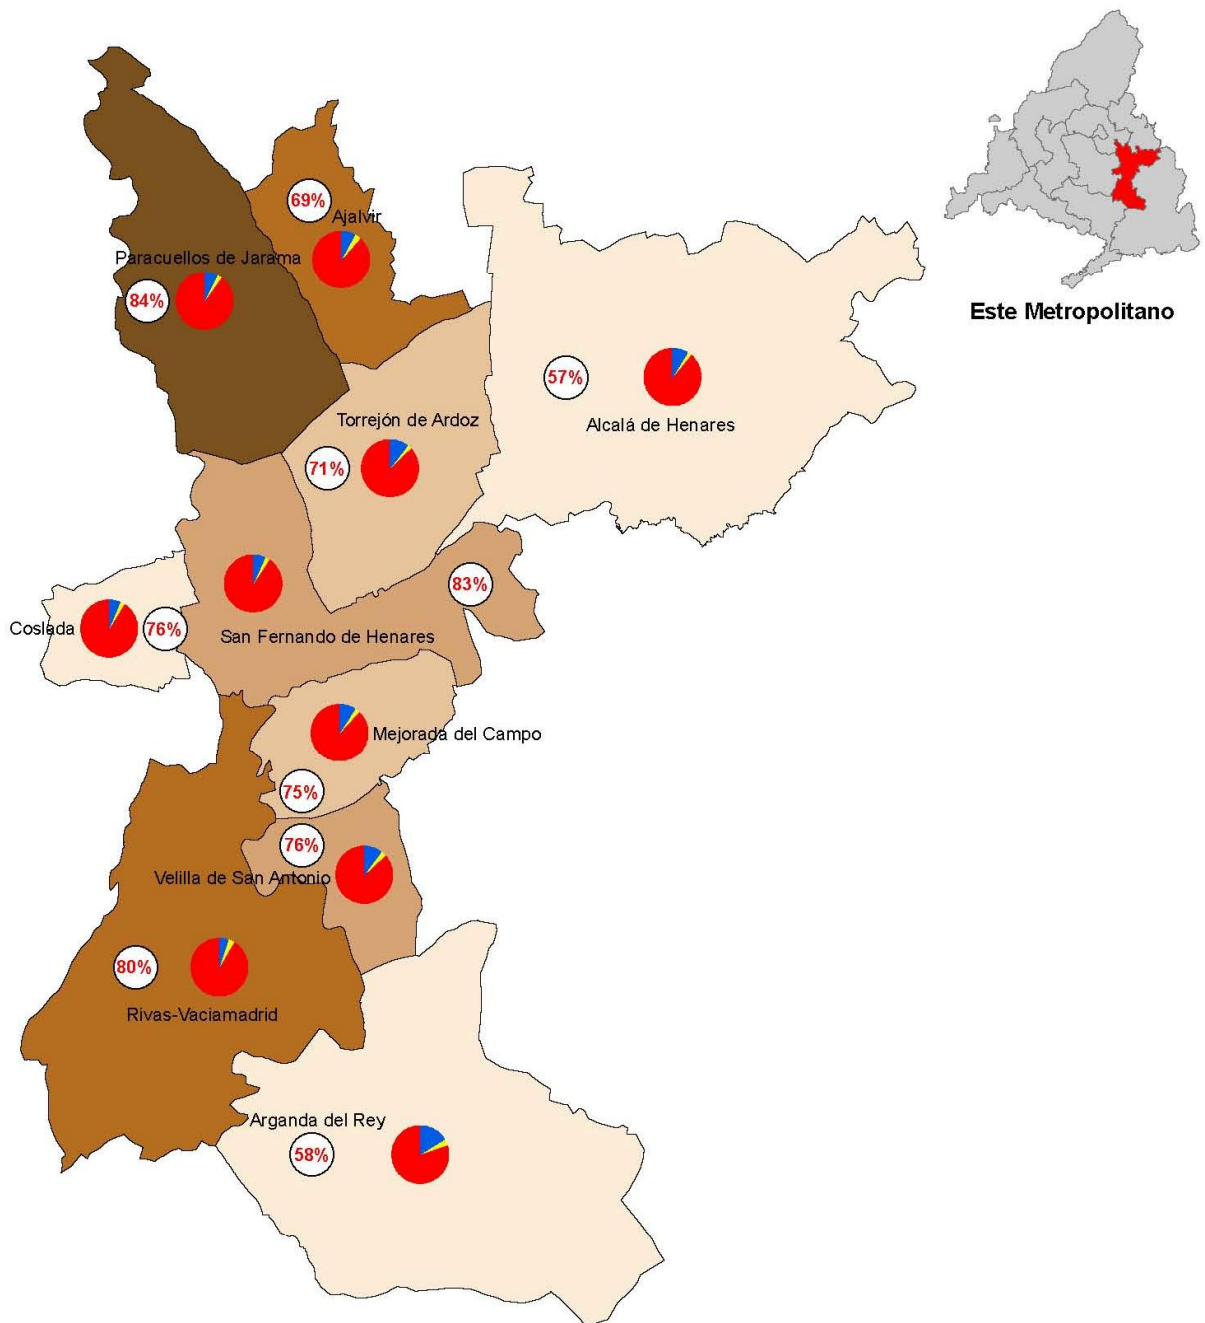 69%
Ajalvir
Paracuellos de Jarama
84%
Este Metropolitano
57%
Alcalá de Henares
Torrejón de Ardoz
71%
83%
Coslada
76%
San Fernando de Henares
Mejorada del Campo
75%
76%
Velilla de San Antonio
80%
Rivas-Vaciamadrid
Arganda del Rey
58%